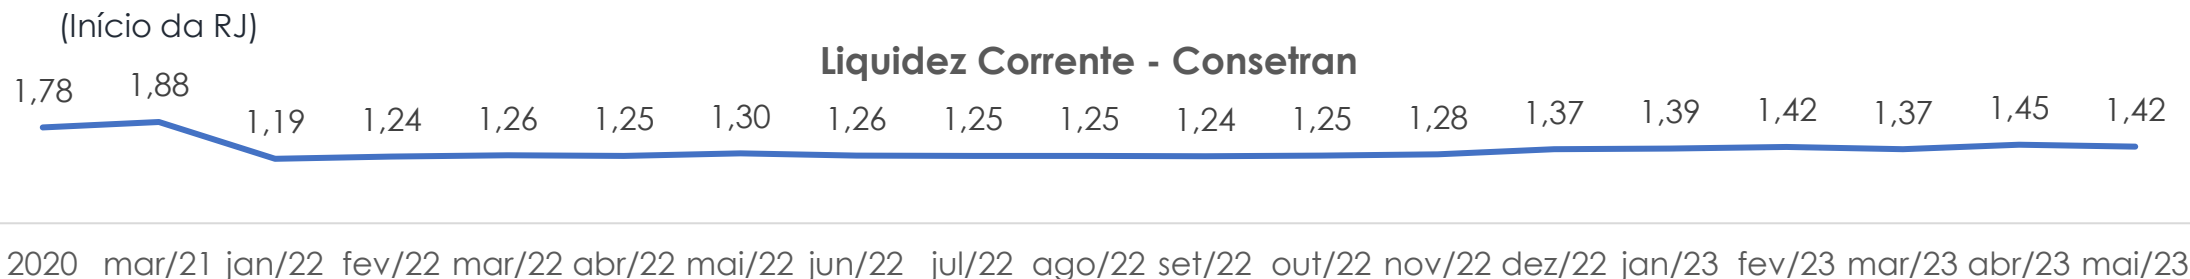 (Início da RJ)
Liquidez Corrente - Consetran
1,78 1,88 1,19 1,24 1,26 1,25 1,30 1,26 1,25 1,25 1,24 1,25 1,28 1,37 1,39 1,42 1,37 1,45 1,42
2020 mar/21 jan/22 fev/22 mar/22 abr/22 mai/22 jun/22 jul/22 ago/22 set/22 out/22 nov/22 dez/22 jan/23 fev/23 mar/23 abr/23 mai/23